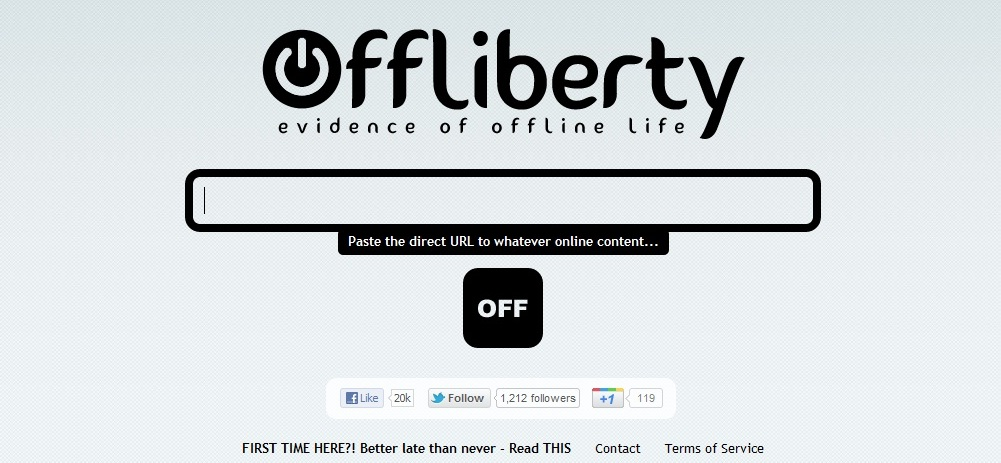 Offliberty
evidence of offline life
Paste the direct URL to whatever online content...
OFF
Like 20k Follow 1,212 followers +1 119
FIRST TIME HERE?! Better late than never - Read THIS Contact Terms of Service